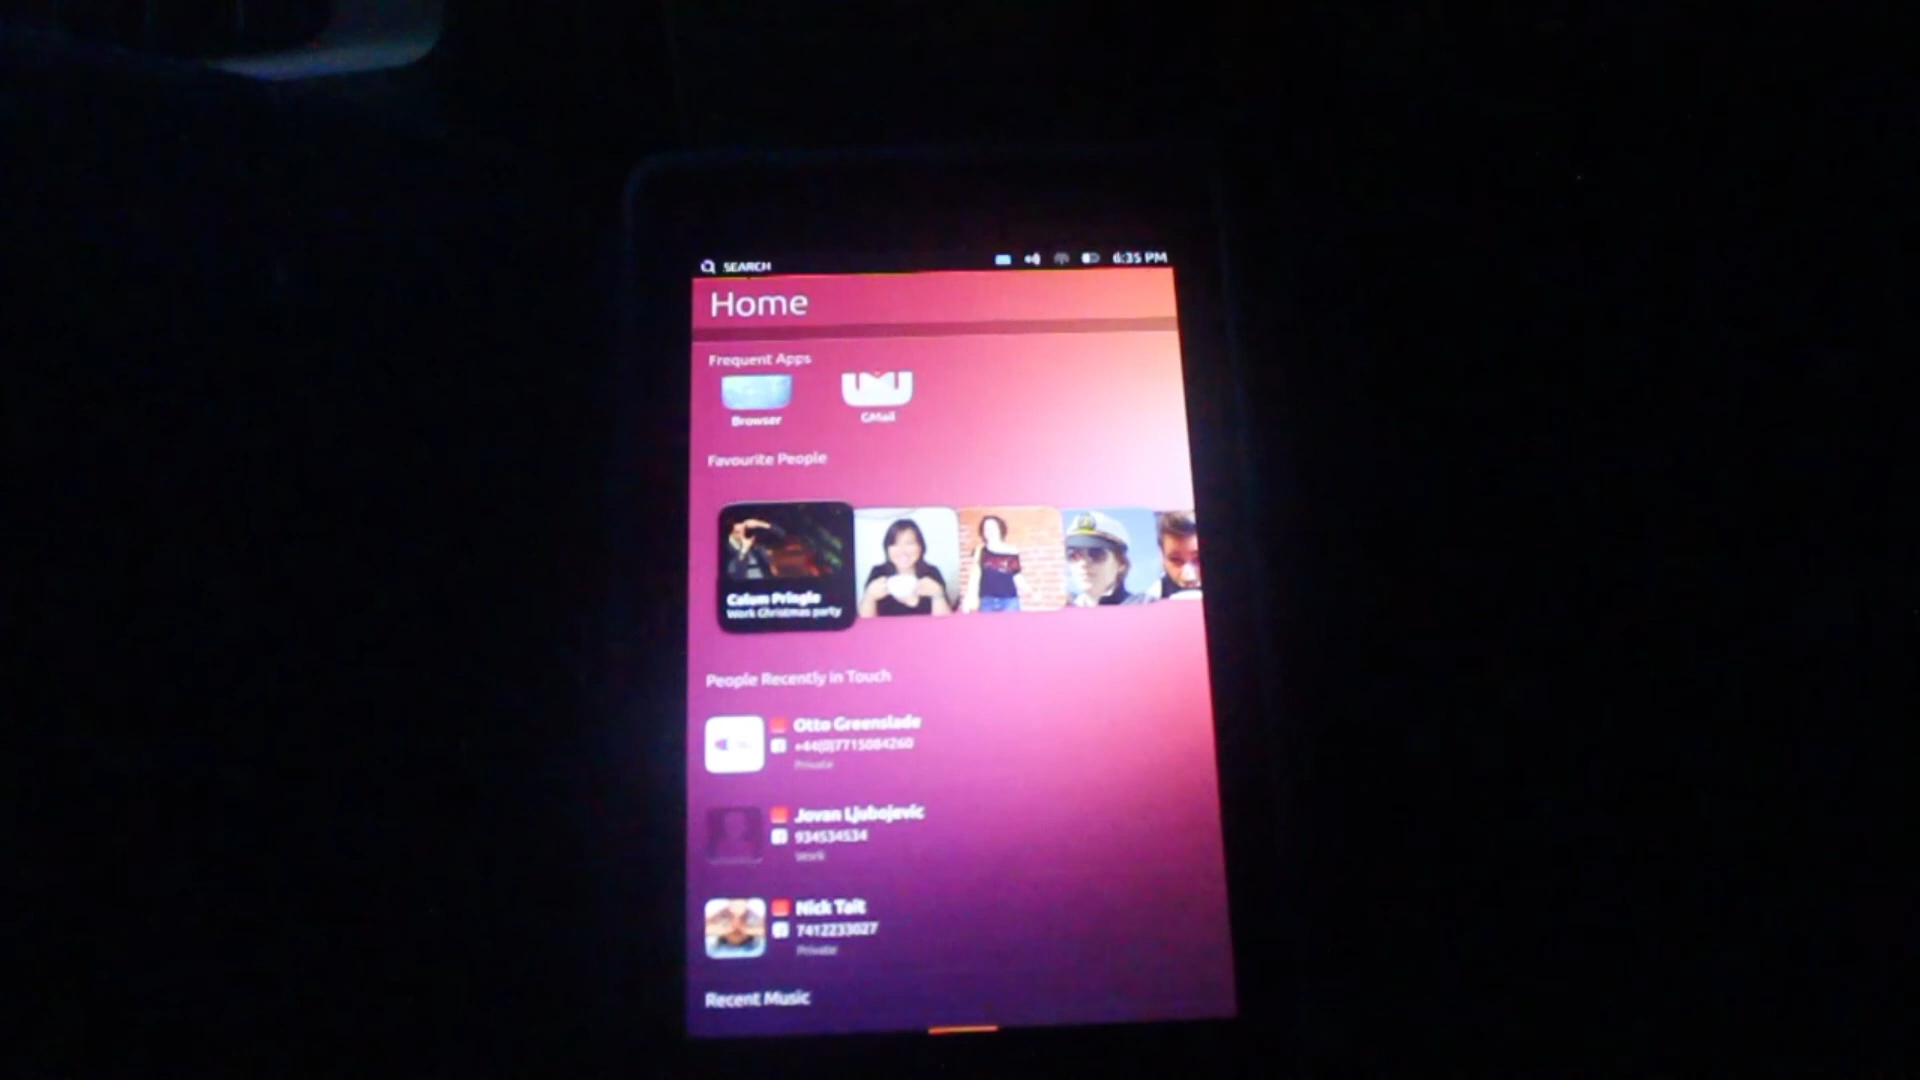 SEARCH 6:35 PM
Home
Frequent Apps
Browser GMail
Favourite People
Calum Pringle
Work Christmas party
People Recently in Touch
Otto Greenslade
+44(0)7715084260
Private
Jovan Ljubojevic
934534534
Work
Nick Tait
7412233027
Private
Recent Music